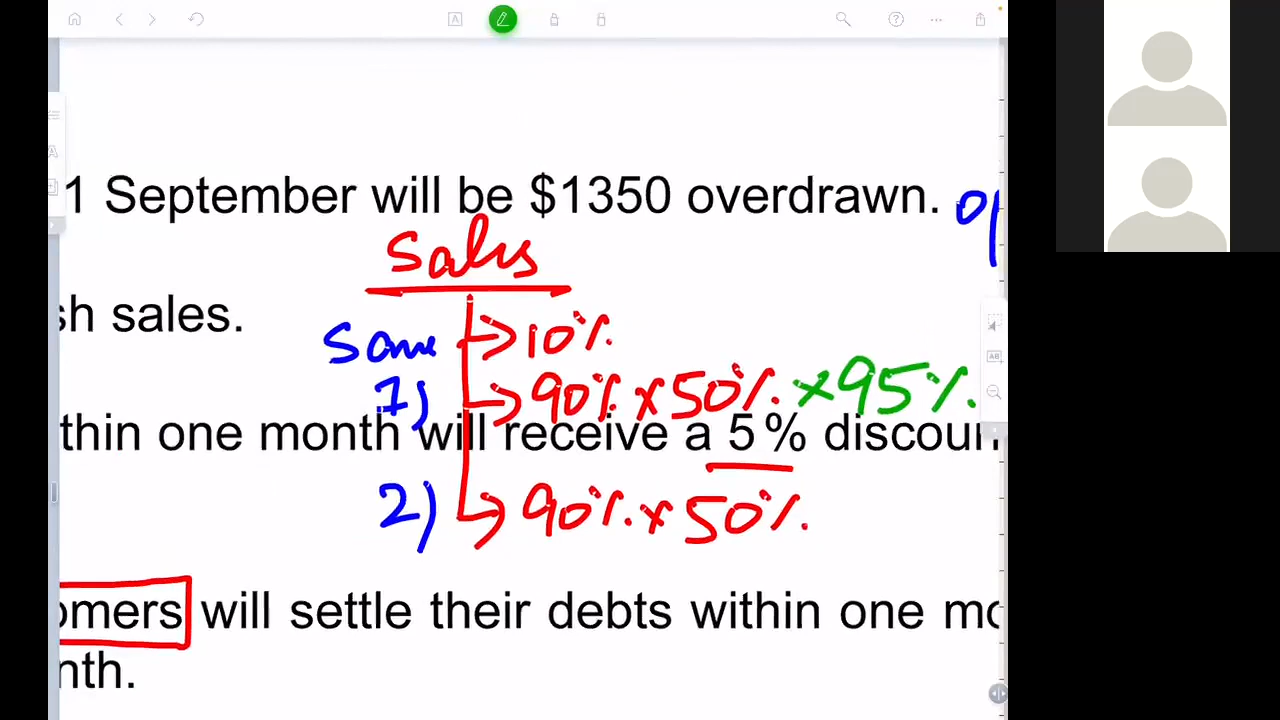 1 September will be $1350 overdrawn.
Sales
sh sales.
Same → 10%
1) → 90% × 50% × 95%
thin one month will receive a 5% discoun
2) → 90% × 50%
omers will settle their debts within one mo
nth.